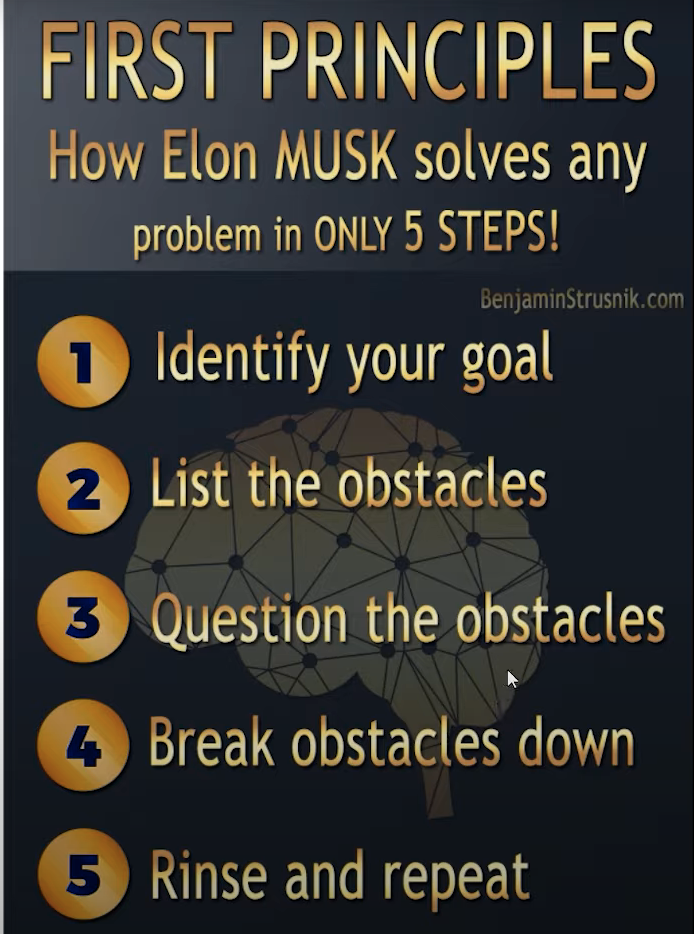 FIRST PRINCIPLES
How Elon MUSK solves any
problem in ONLY 5 STEPS!
BenjaminStrusnik.com
1 Identify your goal
2 List the obstacles
3 Question the obstacles
4 Break obstacles down
5 Rinse and repeat